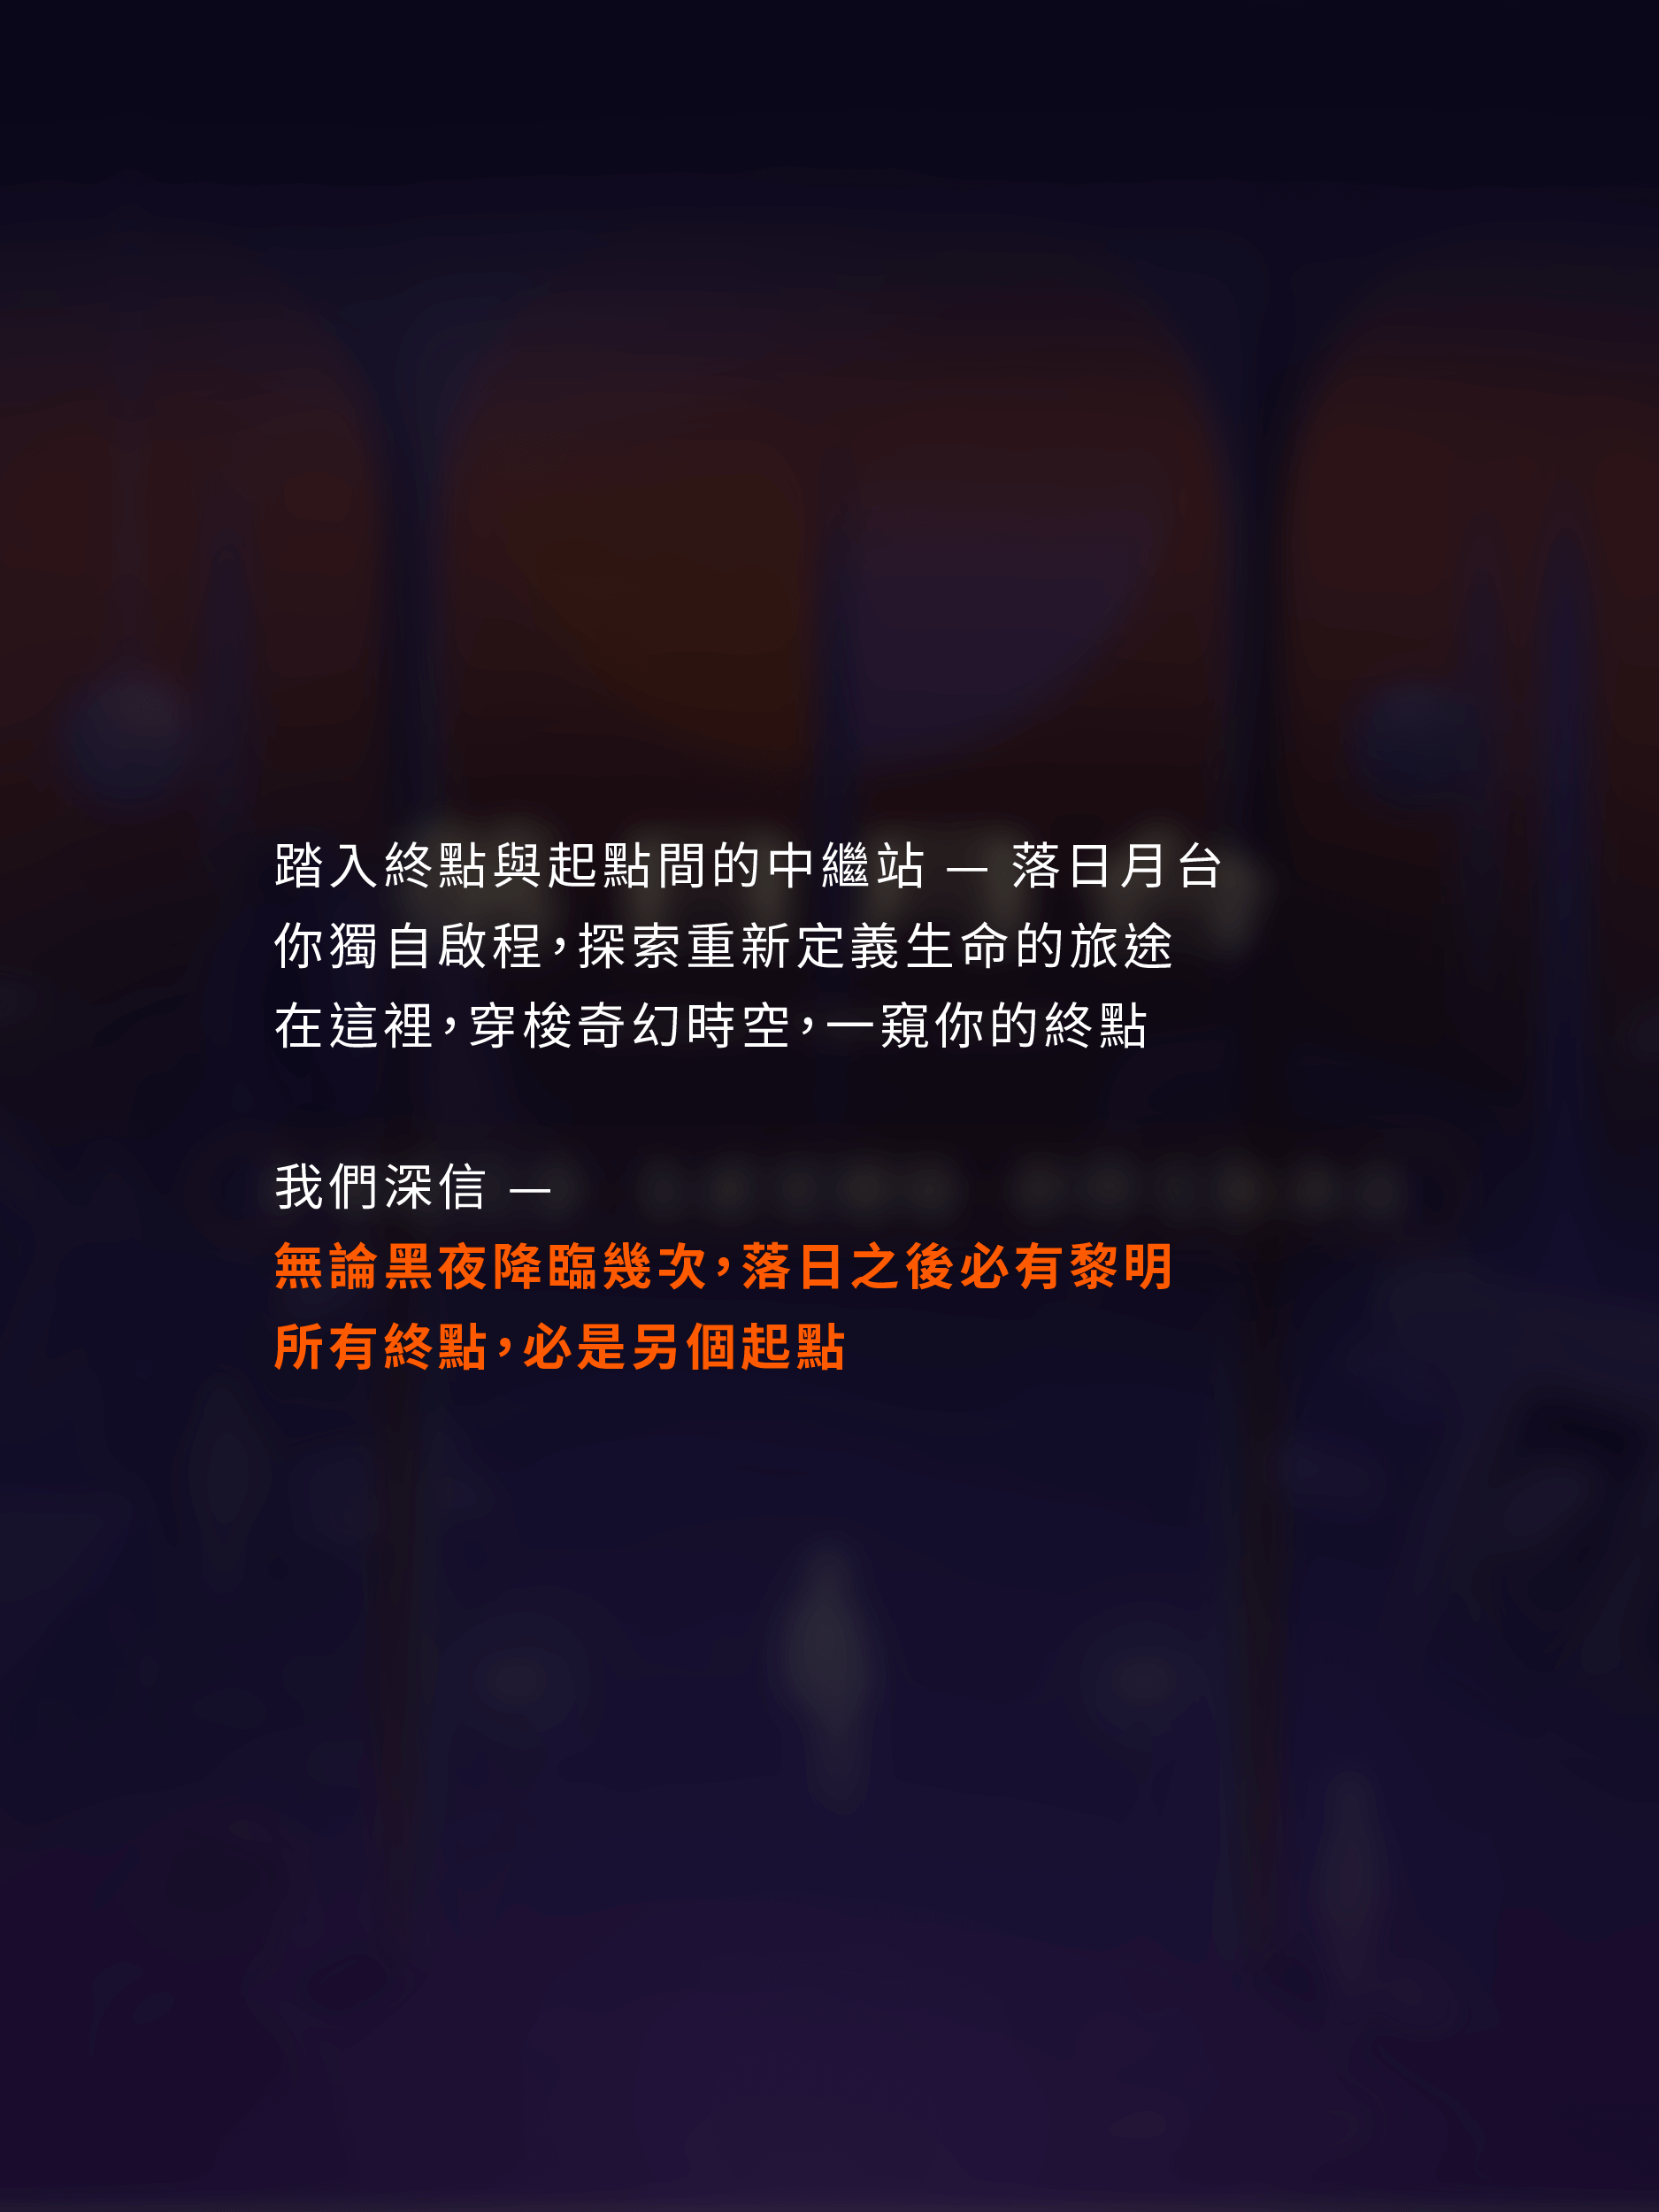 踏入終點與起點間的中繼站 — 落日月台
你獨自啟程，探索重新定義生命的旅途
在這裡，穿梭奇幻時空，一窺你的終點
我們深信 —
無論黑夜降臨幾次，落日之後必有黎明
所有終點，必是另個起點